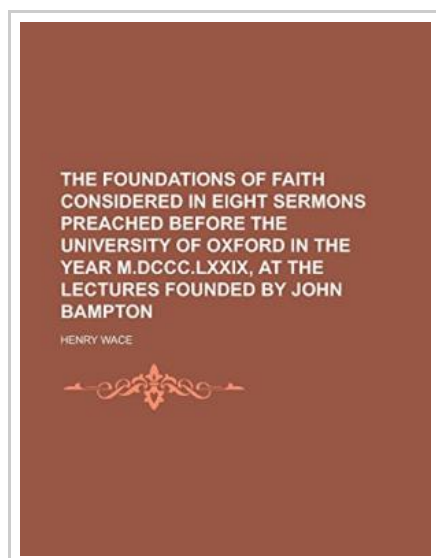 THE FOUNDATIONS OF FAITH
CONSIDERED IN EIGHT SERMONS
PREACHED BEFORE THE
UNIVERSITY OF OXFORD IN THE
YEAR M.DCCC.LXXIX, AT THE
LECTURES FOUNDED BY JOHN
BAMPTON
HENRY WACE